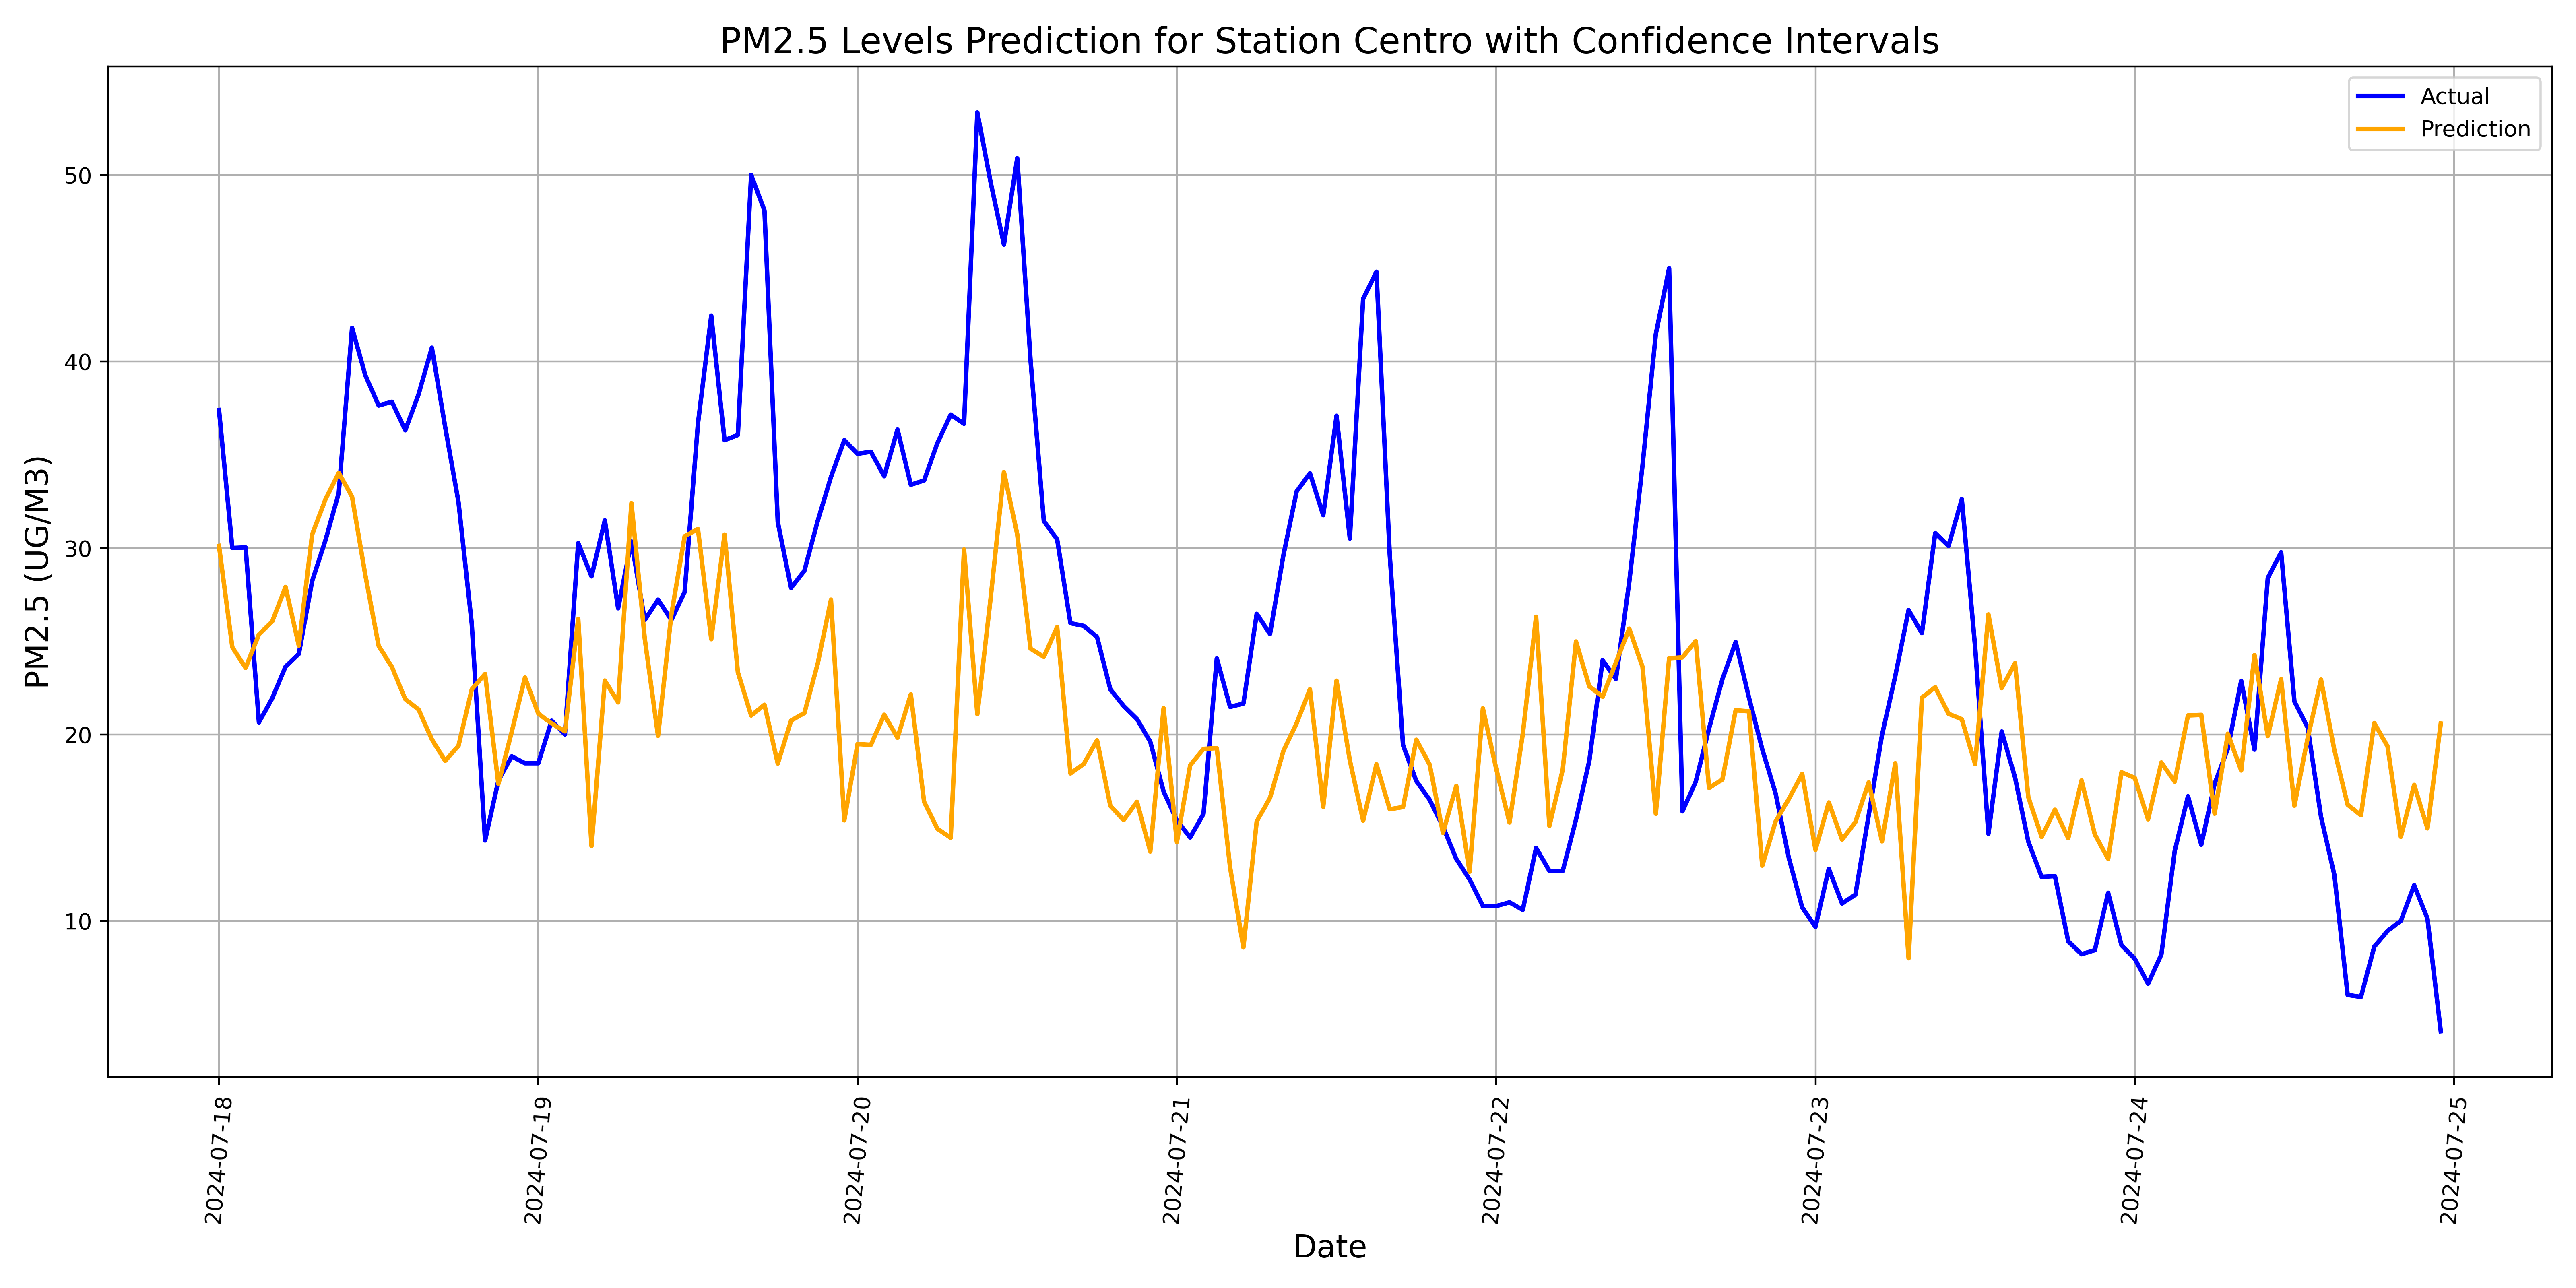 PM2.5 Levels Prediction for Station Centro with Confidence Intervals
Actual
Prediction
PM2.5 (UG/M3)
50
40
30
20
10
2024-07-18
2024-07-19
2024-07-20
2024-07-21
2024-07-22
2024-07-23
2024-07-24
2024-07-25
Date